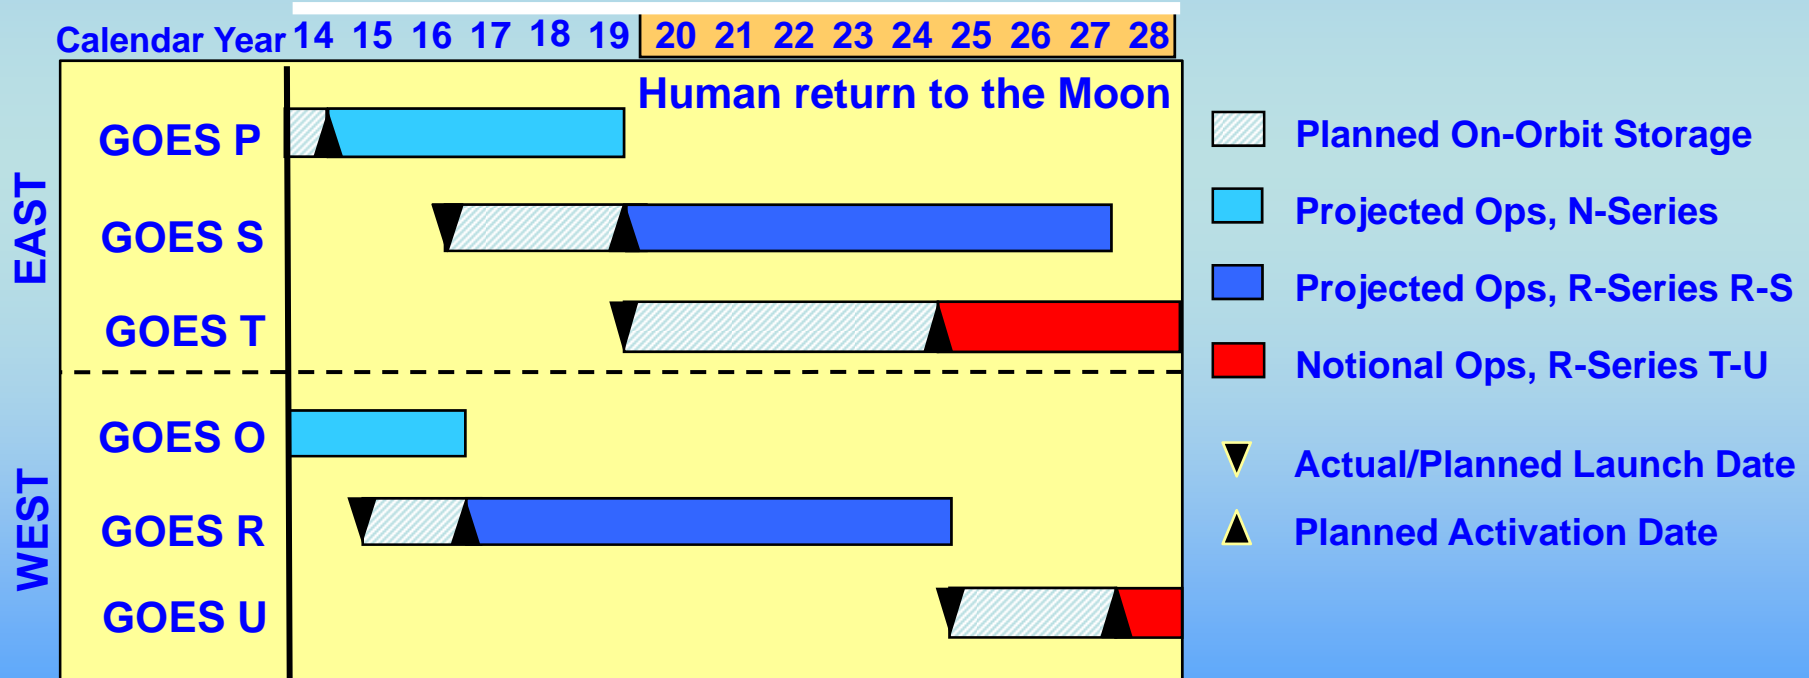 Calendar Year 14 15 16 17 18 19 20 21 22 23 24 25 26 27 28
Human return to the Moon
EAST
GOES P
GOES S
GOES T
WEST
GOES O
GOES R
GOES U
Planned On-Orbit Storage
Projected Ops, N-Series
Projected Ops, R-Series R-S
Notional Ops, R-Series T-U
Actual/Planned Launch Date
Planned Activation Date